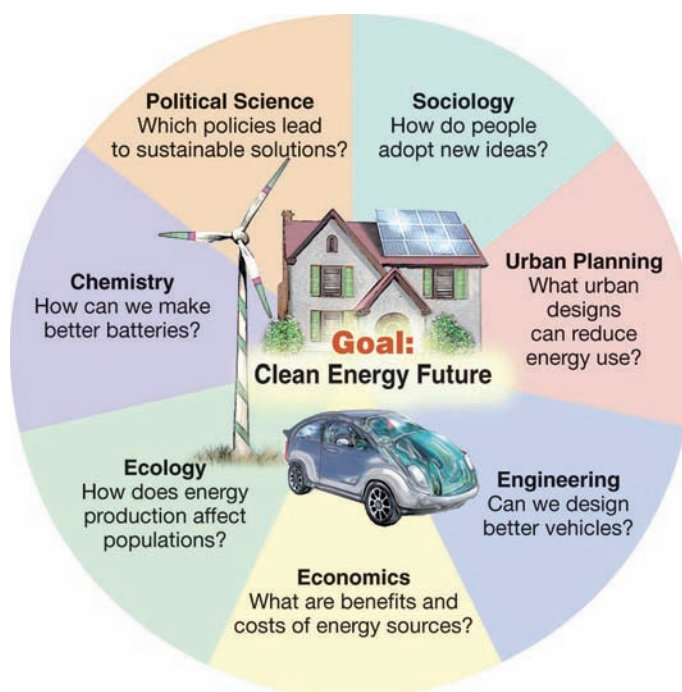 Political Science
Which policies lead
to sustainable solutions?
Sociology
How do people
adopt new ideas?
Urban Planning
What urban
designs
can reduce
energy use?
Engineering
Can we design
better vehicles?
Economics
What are benefits and
costs of energy sources?
Ecology
How does energy
production affect
populations?
Chemistry
How can we make
better batteries?
Goal:
Clean Energy Future